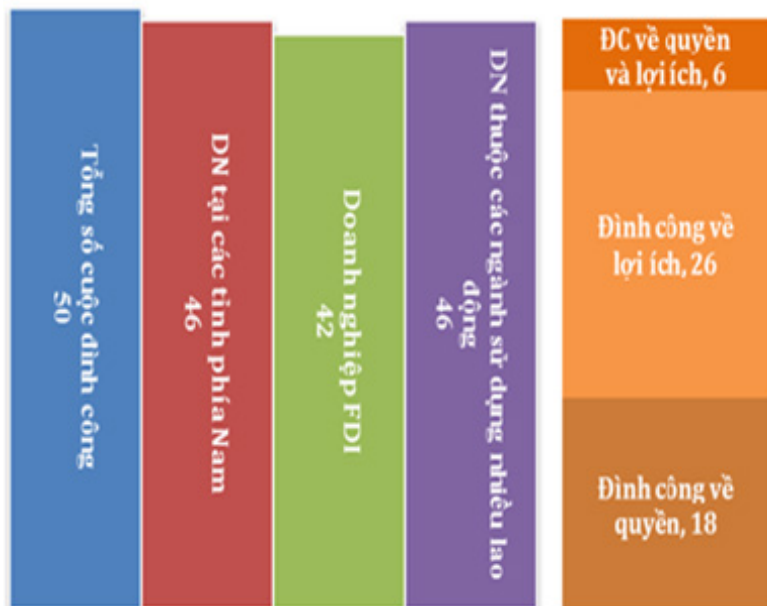 Tổng số cuộc đình công
50
DN tại các tỉnh phía Nam
46
Doanh nghiệp FDI
42
DN thuộc các ngành sử dụng nhiều lao
động
46
ĐC về quyền
và lợi ích, 6
Đình công về
lợi ích, 26
Đình công về
quyền, 18